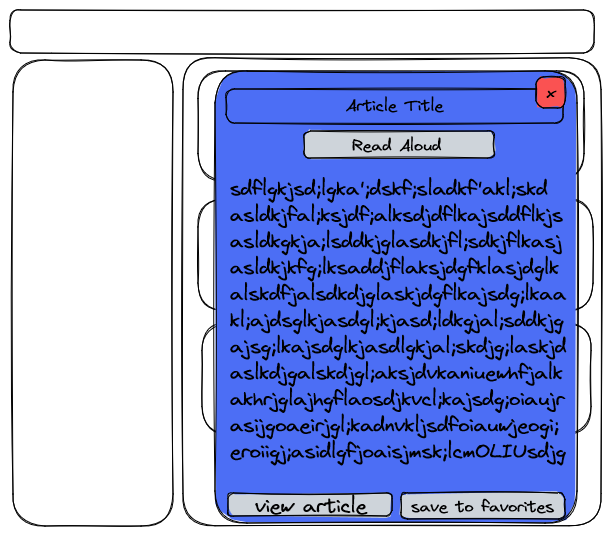 Article Title
x
Read Aloud
sdflgkjsd;lgka';dskf;sladkf'akl;skd
asldkjfal;ksjdf;alksdjdflkajsddflkjs
asldkgkja;lsddkjglasdkjfl;sdkjflkasj
asldkjkfg;lksaddjflaksjdgfklasjdglk
alskdfjalsdkdjglaskjdgflkajsdg;lkaa
kl;ajdsglkjasdgl;kjasd;ldkgjal;sddkjg
ajsg;lkajsdglkjasdlgkjal;skdjg;laskjd
aslkdjgalskdjgl;aksjdvkaniuewhfjalk
akhrjglajhgflaosdjkvcl;kajsdg;oiaujr
asijgoaeirjgl;kadnvkljsdfoiauwjeogi;
eroiigj;asidlgfjoaisjmsk;lcmOLIUsdjg
view article
save to favorites